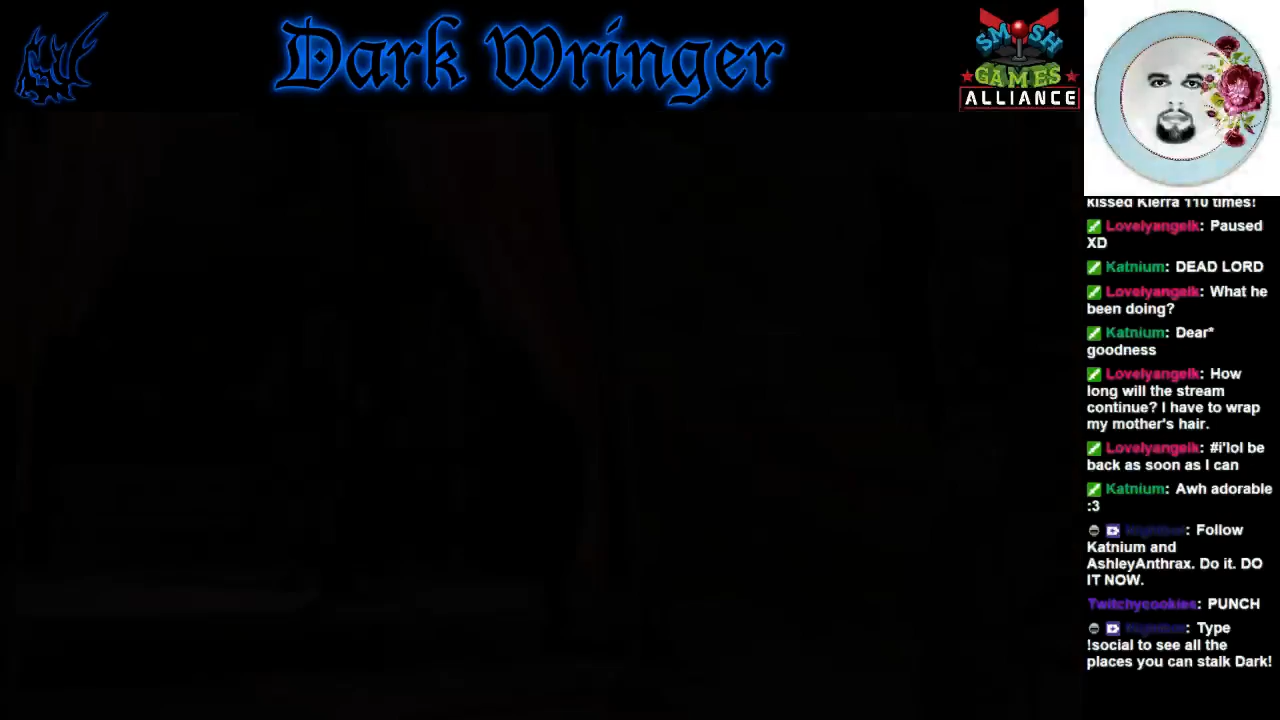 Dark Wringer
SMASH
GAMES
ALLIANCE
kissed Kierra 110 times!
Lovelyangelk: Paused
XD
Katnium: DEAD LORD
Lovelyangelk: What he
been doing?
Katnium: Dear*
goodness
Lovelyangelk: How
long will the stream
continue? I have to wrap
my mother's hair.
Lovelyangelk: #i'lol be
back as soon as I can
Katnium: Awh adorable
:3
Nightbot: Follow
Katnium and
AshleyAnthrax. Do it. DO
IT NOW.
Twitchycookies: PUNCH
Nightbot: Type
!social to see all the
places you can stalk Dark!